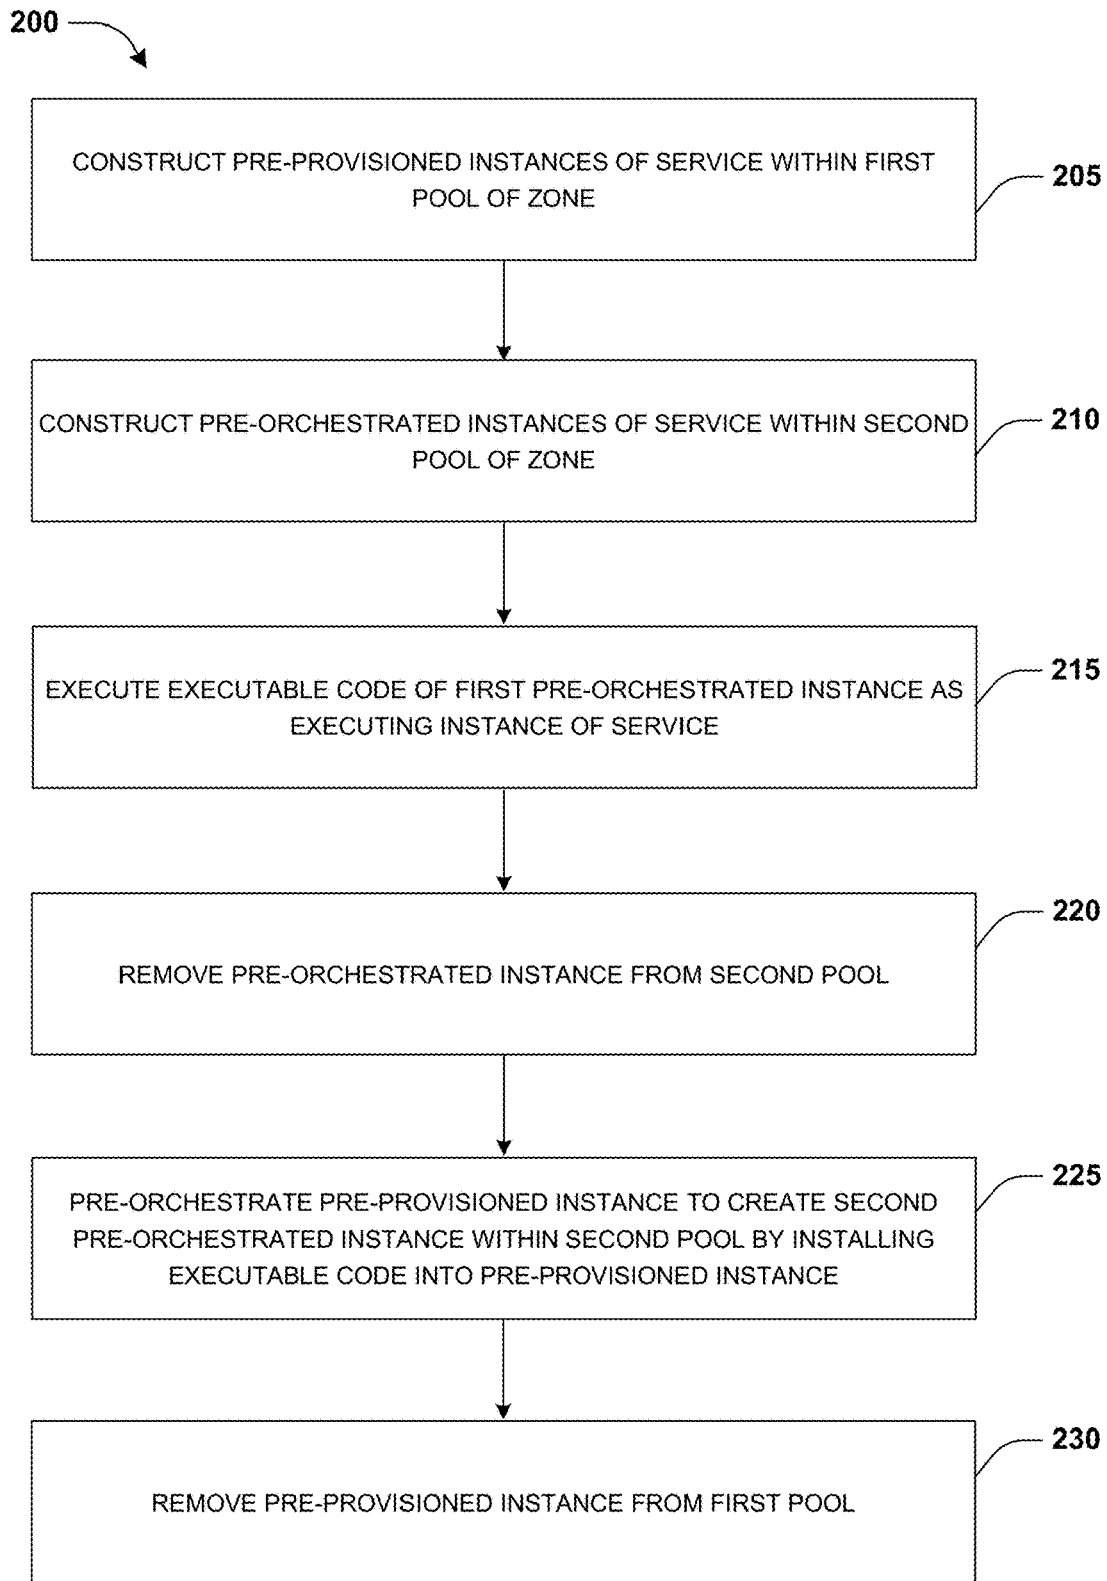 200
CONSTRUCT PRE-PROVISIONED INSTANCES OF SERVICE WITHIN FIRST
POOL OF ZONE
205
CONSTRUCT PRE-ORCHESTRATED INSTANCES OF SERVICE WITHIN SECOND
POOL OF ZONE
210
EXECUTE EXECUTABLE CODE OF FIRST PRE-ORCHESTRATED INSTANCE AS
EXECUTING INSTANCE OF SERVICE
215
REMOVE PRE-ORCHESTRATED INSTANCE FROM SECOND POOL
220
PRE-ORCHESTRATE PRE-PROVISIONED INSTANCE TO CREATE SECOND
PRE-ORCHESTRATED INSTANCE WITHIN SECOND POOL BY INSTALLING
EXECUTABLE CODE INTO PRE-PROVISIONED INSTANCE
225
REMOVE PRE-PROVISIONED INSTANCE FROM FIRST POOL
230